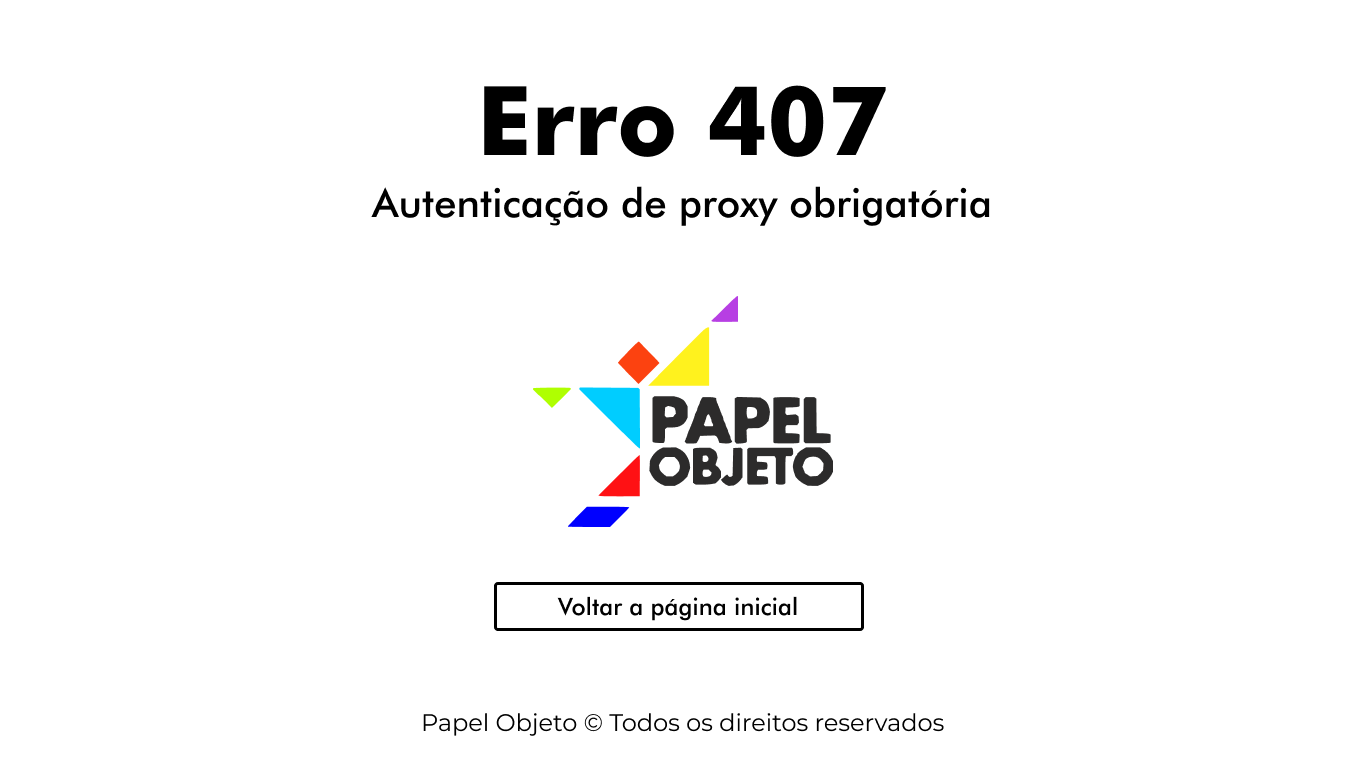 Erro 407
Autenticação de proxy obrigatória
PAPEL
OBJETO
Voltar a página inicial
Papel Objeto © Todos os direitos reservados